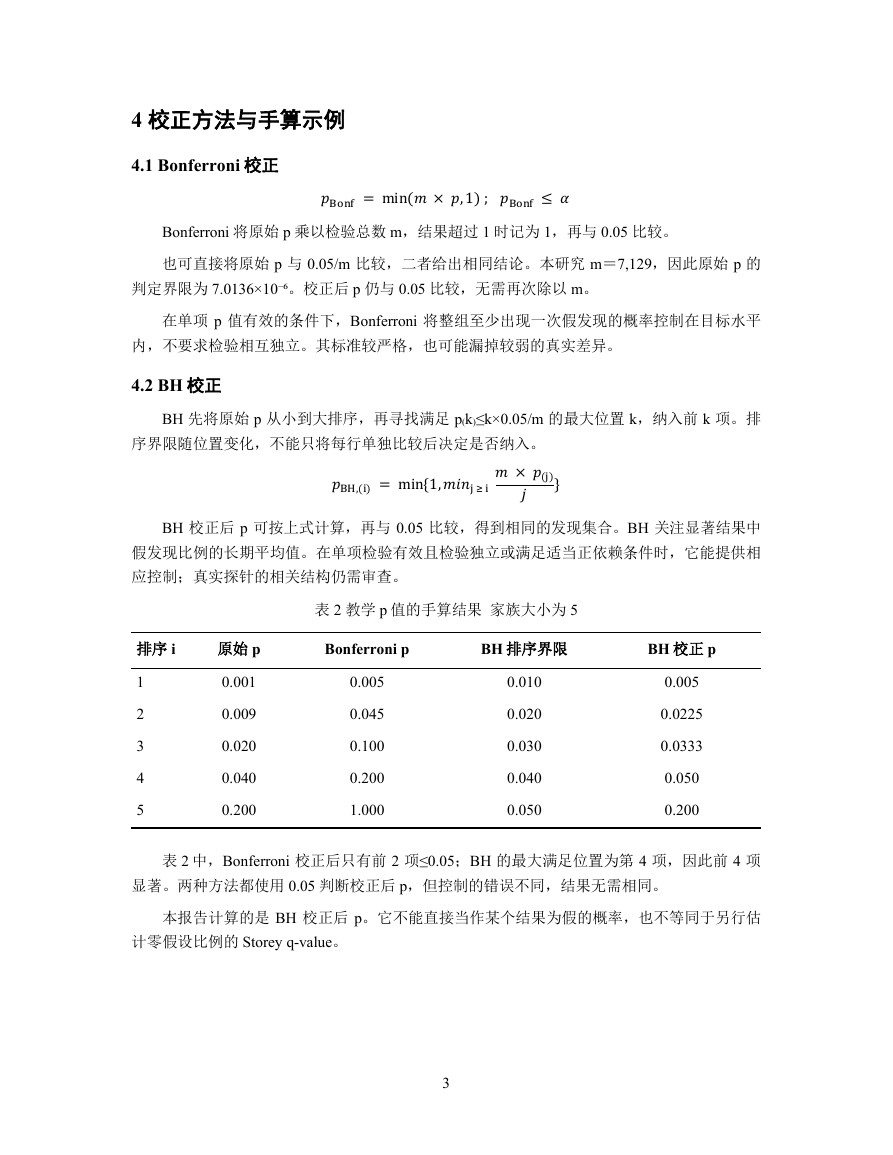 4 校正方法与手算示例
4.1 Bonferroni 校正
pBonf = min(m × p, 1) ; pBonf ≤ α
Bonferroni 将原始 p 乘以检验总数 m，结果超过 1 时记为 1，再与 0.05 比较。
也可直接将原始 p 与 0.05/m 比较，二者给出相同结论。本研究 m＝7,129，因此原始 p 的
判定界限为 7.0136×10⁻⁶。校正后 p 仍与 0.05 比较，无需再次除以 m。
在单项 p 值有效的条件下，Bonferroni 将整组至少出现一次假发现的概率控制在目标水平
内，不要求检验相互独立。其标准较严格，也可能漏掉较弱的真实差异。
4.2 BH 校正
BH 先将原始 p 从小到大排序，再寻找满足 p₍k₎≤k×0.05/m 的最大位置 k，纳入前 k 项。排
序界限随位置变化，不能只将每行单独比较后决定是否纳入。
pBH,(i) = min{1, minj ≥ i m × p(j) / j}
BH 校正后 p 可按上式计算，再与 0.05 比较，得到相同的发现集合。BH 关注显著结果中
假发现比例的长期平均值。在单项检验有效且检验独立或满足适当正依赖条件时，它能提供相
应控制；真实探针的相关结构仍需审查。
表 2 教学 p 值的手算结果 家族大小为 5
排序 i 原始 p Bonferroni p BH 排序界限 BH 校正 p
1 0.001 0.005 0.010 0.005
2 0.009 0.045 0.020 0.0225
3 0.020 0.100 0.030 0.0333
4 0.040 0.200 0.040 0.050
5 0.200 1.000 0.050 0.200
表 2 中，Bonferroni 校正后只有前 2 项≤0.05；BH 的最大满足位置为第 4 项，因此前 4 项
显著。两种方法都使用 0.05 判断校正后 p，但控制的错误不同，结果无需相同。
本报告计算的是 BH 校正后 p。它不能直接当作某个结果为假的概率，也不等同于另行估
计零假设比例的 Storey q-value。
3